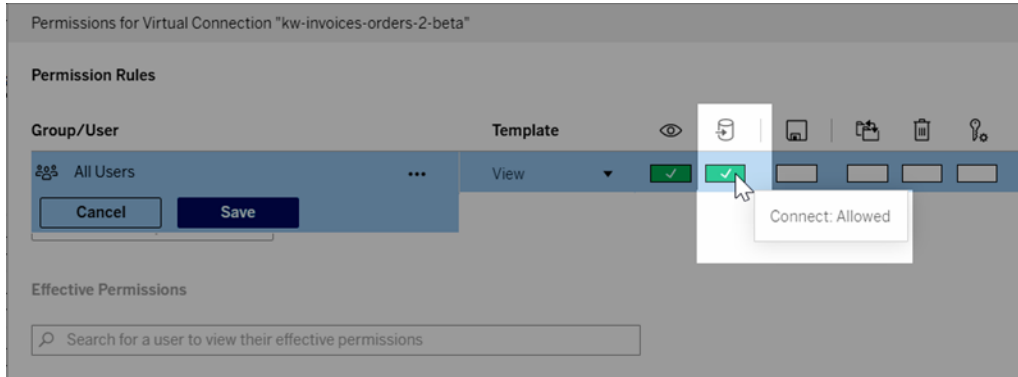 Permissions for Virtual Connection "kw-invoices-orders-2-beta"
Permission Rules
Group/User Template
All Users ••• View
Cancel Save
Connect: Allowed
Effective Permissions
Search for a user to view their effective permissions